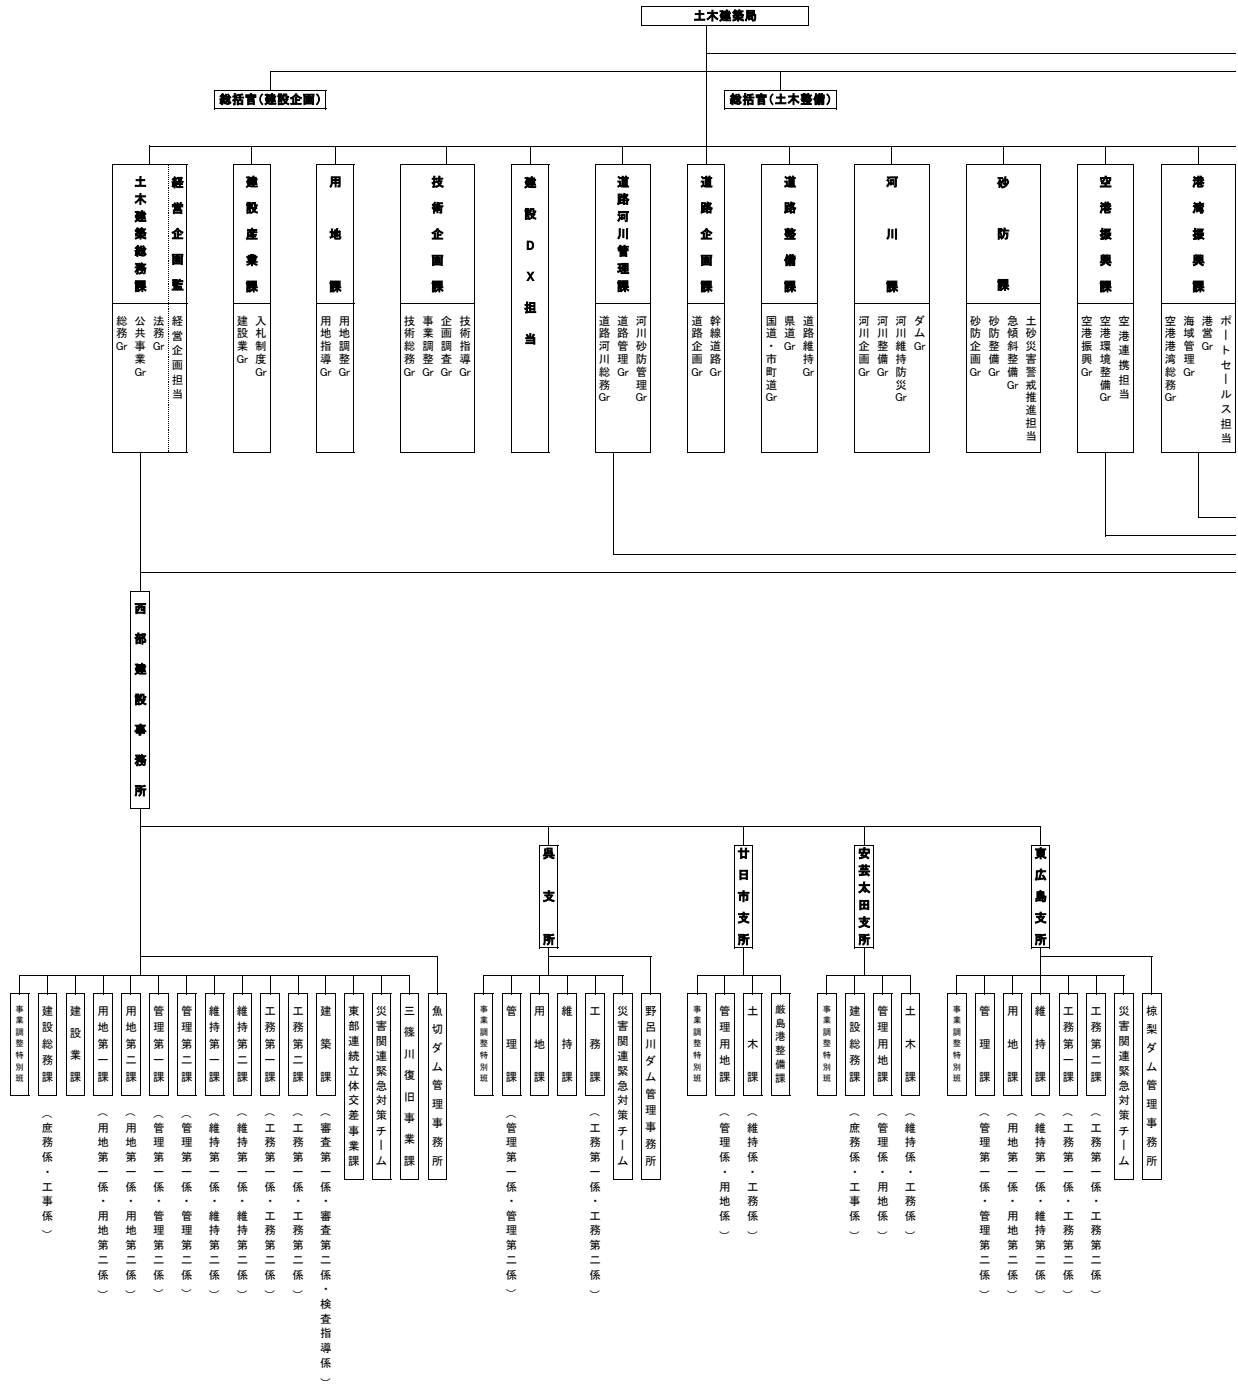 土木建築局
総括官（建設企画）
総括官（土木整備）
土木建築総務課
経営企画監
建設産業課
用地課
技術企画課
建設DX担当
道路河川管理課
道路企画課
道路整備課
河川課
砂防課
空港振興課
港湾振興課
総務Gr
公共事業Gr
法務Gr
経営企画担当
建設業Gr
入札制度Gr
用地指導Gr
用地調整Gr
技術総務Gr
事業調整Gr
企画調査Gr
技術指導Gr
道路河川総務Gr
道路管理Gr
河川砂防管理Gr
道路企画Gr
幹線道路Gr
国道・市町道Gr
県道Gr
道路維持Gr
河川企画Gr
河川整備Gr
河川維持防災Gr
ダムGr
砂防企画Gr
砂防整備Gr
急傾斜整備Gr
土砂災害警戒推進担当
空港振興Gr
空港環境整備Gr
空港連携担当
空港港湾総務Gr
海域管理Gr
港営Gr
ポートセールス担当
西部建設事務所
呉支所
廿日市支所
安芸太田支所
東広島支所
事業調整特別班
建設総務課
（庶務係・工事係）
建設業課
用地第一課
（用地第一係・用地第二係）
用地第二課
（用地第一係・用地第二係）
管理第一課
（管理第一係・管理第二係）
管理第二課
（管理第一係・管理第二係）
維持第一課
（維持第一係・維持第二係）
維持第二課
（維持第一係・維持第二係）
工務第一課
（工務第一係・工務第二係）
工務第二課
（工務第一係・工務第二係）
建築課
（審査第一係・審査第二係・検査指導係）
東部連続立体交差事業課
災害関連緊急対策チーム
三篠川復旧事業課
魚切ダム管理事務所
事業調整特別班
管理課
（管理第一係・管理第二係）
用地課
維持課
工務課
（工務第一係・工務第二係）
災害関連緊急対策チーム
野呂川ダム管理事務所
事業調整特別班
管理用地課
（管理係・用地係）
土木課
（維持係・工務係）
厳島港整備課
事業調整特別班
建設総務課
（庶務係・工事係）
管理用地課
（管理係・用地係）
土木課
（維持係・工務係）
事業調整特別班
管理課
（管理第一係・管理第二係）
用地課
（用地第一係・用地第二係）
維持課
（維持第一係・維持第二係）
工務第一課
（工務第一係・工務第二係）
工務第二課
（工務第一係・工務第二係）
災害関連緊急対策チーム
椋梨ダム管理事務所